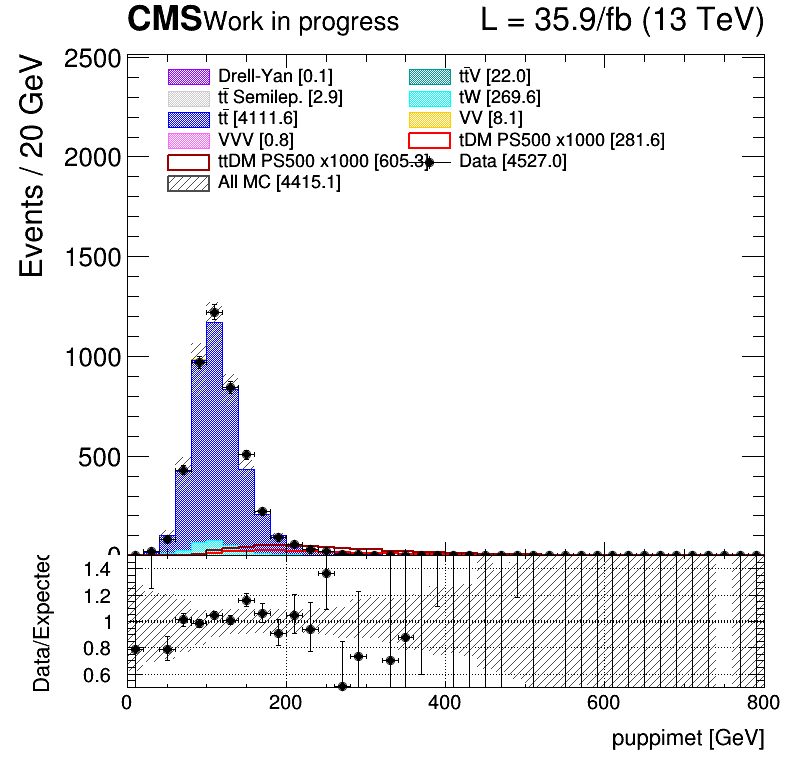 CMS Work in progress L = 35.9/fb (13 TeV)
Events / 20 GeV
2500
2000
1500
1000
500
0
Drell-Yan [0.1]
tt̄V [22.0]
tt̄ Semilep. [2.9]
tW [269.6]
tt̄ [4111.6]
VV [8.1]
VVV [0.8]
tDM PS500 x1000 [281.6]
ttDM PS500 x1000 [605.3]
Data [4527.0]
All MC [4415.1]
Data/Expected
1.4
1.2
1
0.8
0.6
0 200 400 600 800
puppimet [GeV]